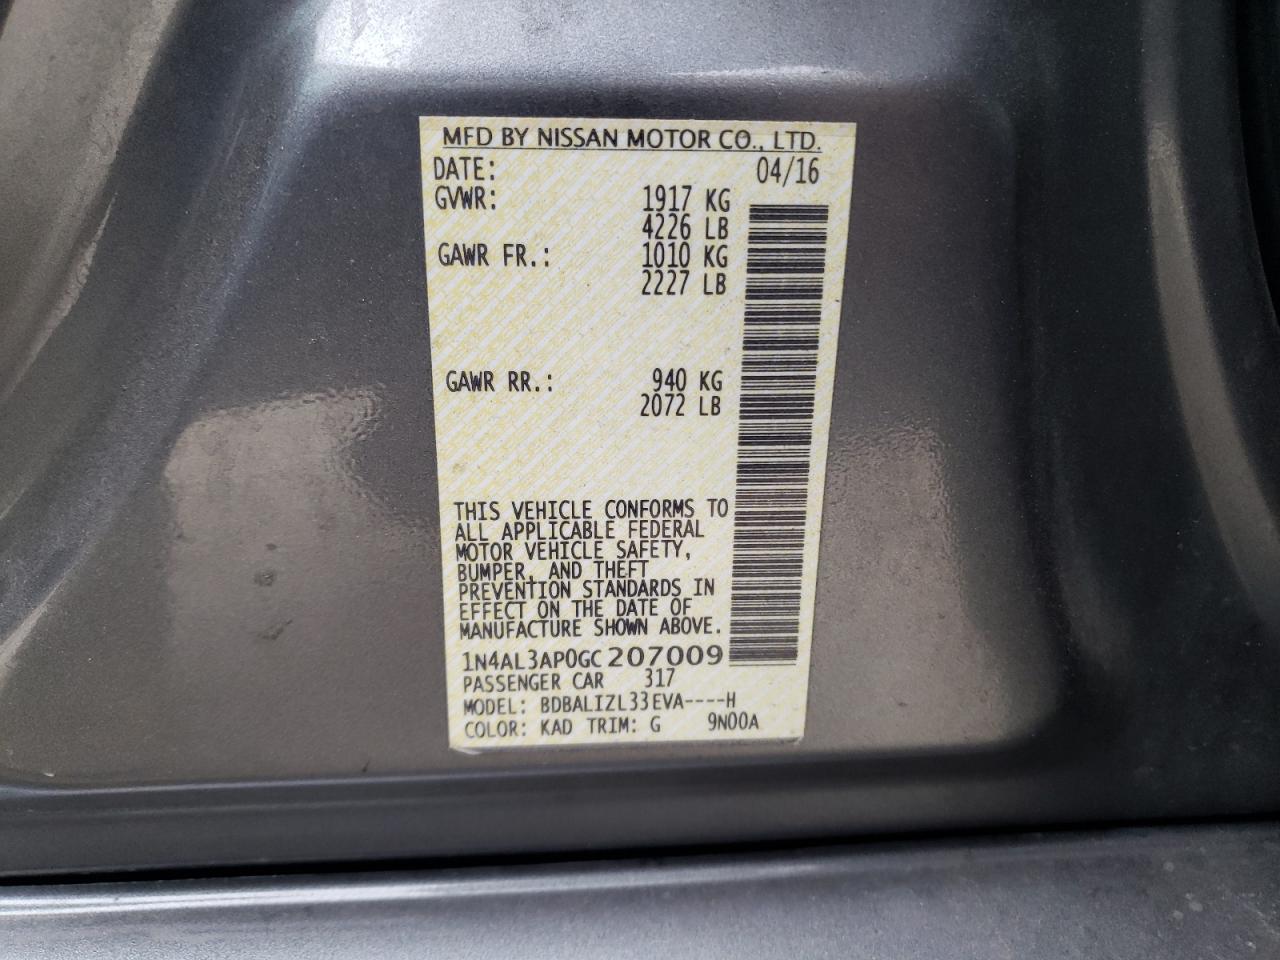 MFD BY NISSAN MOTOR CO., LTD.
DATE: 04/16
GVWR: 1917 KG
4226 LB
GAWR FR.: 1010 KG
2227 LB
GAWR RR.: 940 KG
2072 LB
THIS VEHICLE CONFORMS TO
ALL APPLICABLE FEDERAL
MOTOR VEHICLE SAFETY,
BUMPER, AND THEFT
PREVENTION STANDARDS IN
EFFECT ON THE DATE OF
MANUFACTURE SHOWN ABOVE.
1N4AL3AP0GC207009
PASSENGER CAR 317
MODEL: BDBALIZL33EVA----H
COLOR: KAD TRIM: G 9N00A